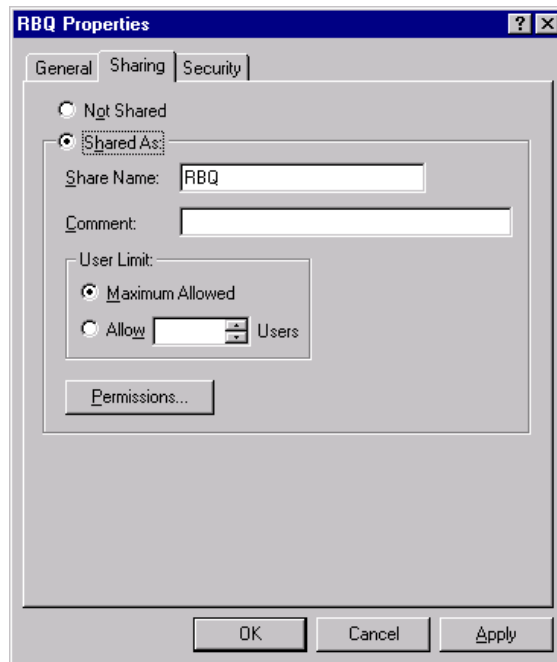 RBQ Properties
General Sharing Security
Not Shared
Shared As:
Share Name: RBQ
Comment:
User Limit:
Maximum Allowed
Allow Users
Permissions...
OK Cancel Apply